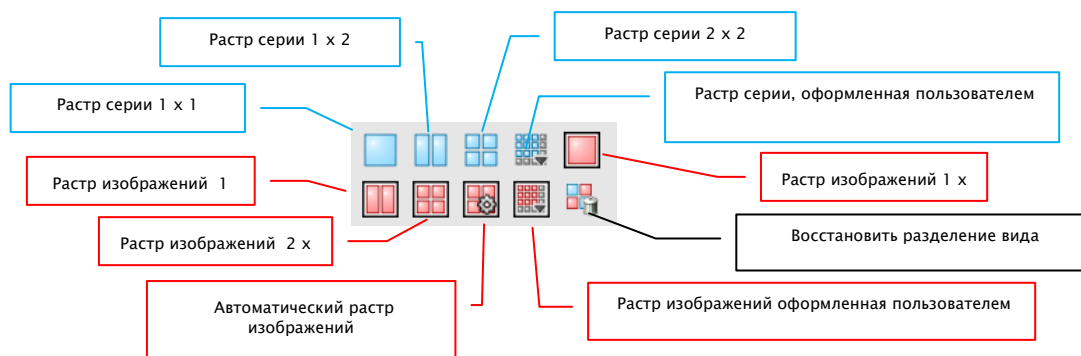 Растр серии 1 x 2
Растр серии 2 x 2
Растр серии 1 x 1
Растр серии, оформленная пользователем
Растр изображений 1
Растр изображений 1 x
Растр изображений 2 x
Восстановить разделение вида
Автоматический растр
изображений
Растр изображений оформленная пользователем